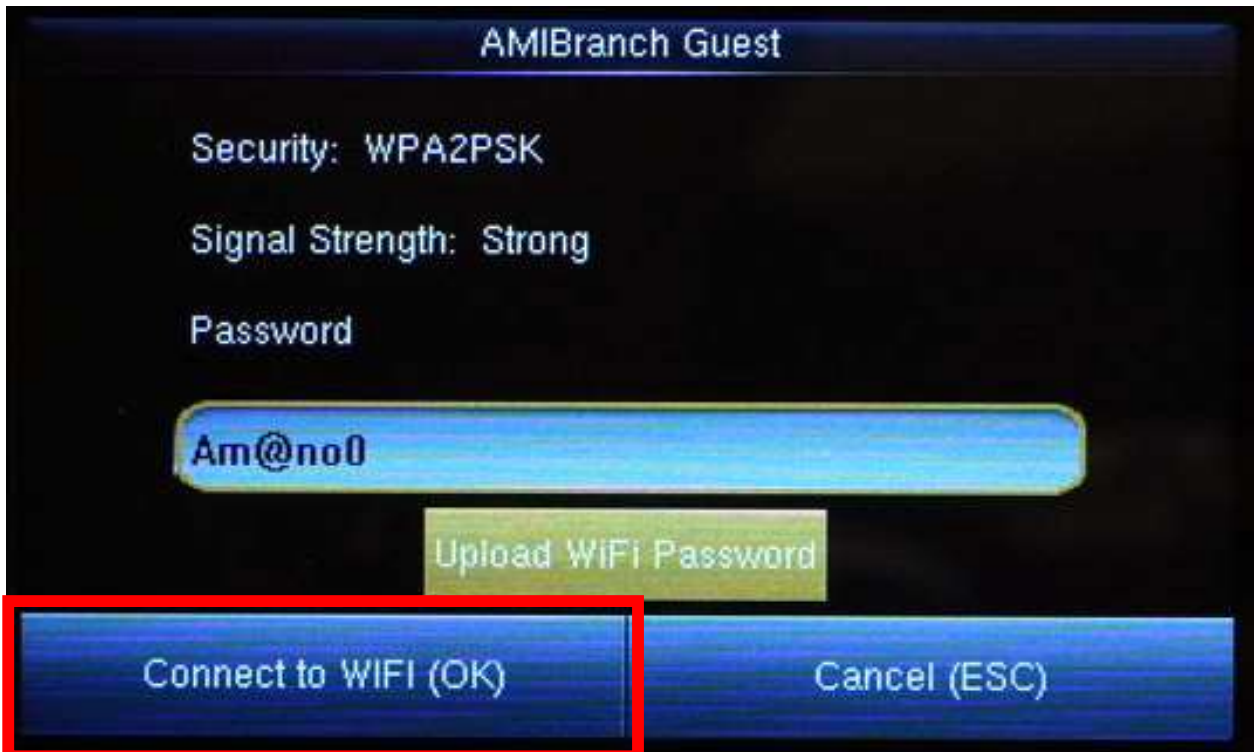 AMIBranch Guest
Security: WPA2PSK
Signal Strength: Strong
Password
Am@no0
Upload WiFi Password
Connect to WIFI (OK)
Cancel (ESC)